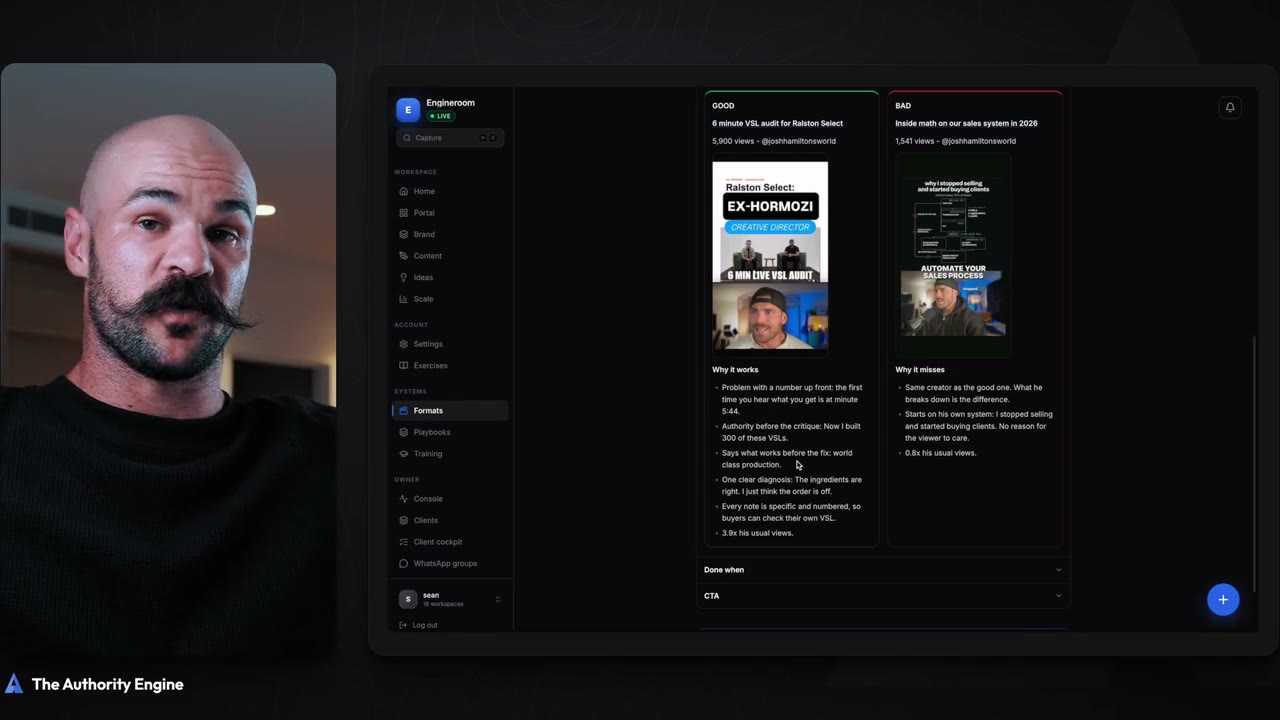 E
Engineroom
LIVE
Capture
WORKSPACE
Home
Portal
Brand
Content
Ideas
Scale
ACCOUNT
Settings
Exercises
SYSTEMS
Formats
Playbooks
Training
OWNER
Console
Clients
Client cockpit
WhatsApp groups
S
sean
18 workspaces
Log out
GOOD
6 minute VSL audit for Ralston Select
5,900 views - @joshhamiltonsworld
Ralston Select:
EX-HORMOZI
CREATIVE DIRECTOR
6 MIN LIVE VSL AUDIT.
Why it works
Problem with a number up front: the first
time you hear what you get is at minute
5:44.
Authority before the critique: Now I built
300 of these VSLs.
Says what works before the fix: world
class production.
One clear diagnosis: The ingredients are
right. I just think the order is off.
Every note is specific and numbered, so
buyers can check their own VSL.
3.9x his usual views.
BAD
Inside math on our sales system in 2026
1,541 views - @joshhamiltonsworld
why i stopped selling
and started buying clients
AUTOMATE YOUR
SALES PROCESS
stopped
Why it misses
Same creator as the good one. What he
breaks down is the difference.
Starts on his own system: I stopped selling
and started buying clients. No reason for
the viewer to care.
0.8x his usual views.
Done when
CTA
+
The Authority Engine